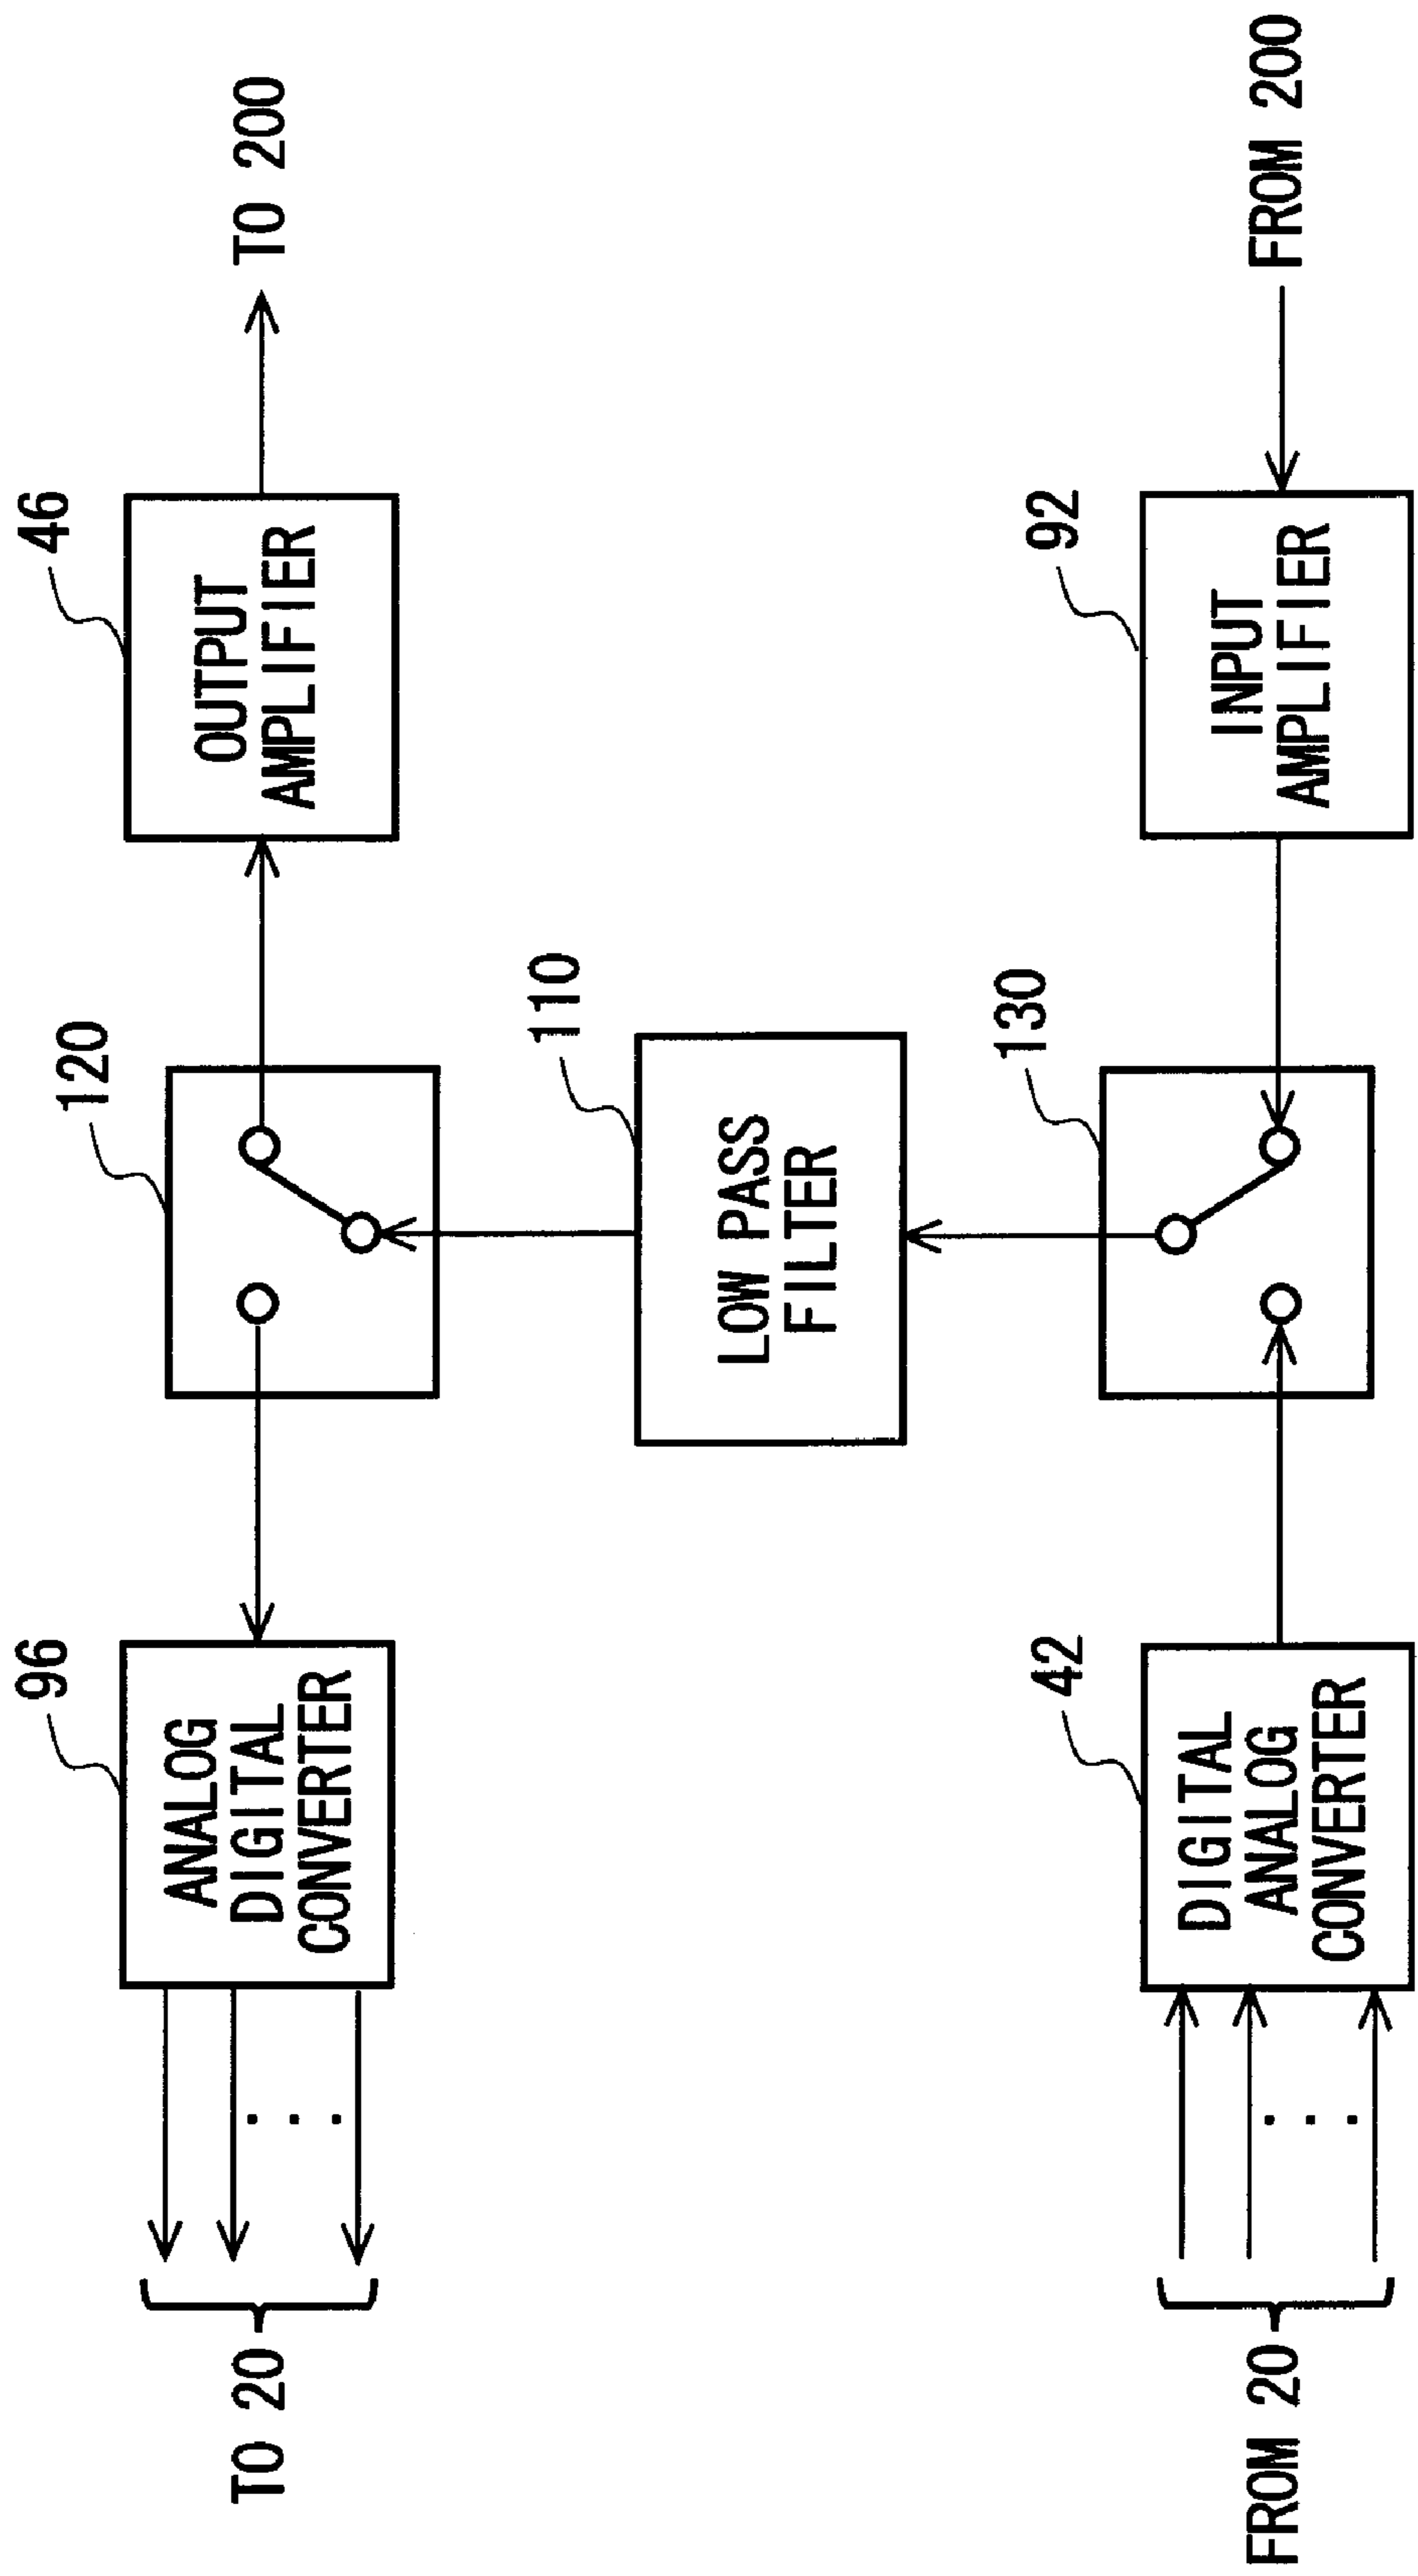 TO 20
96
ANALOG
DIGITAL
CONVERTER
120
46
OUTPUT
AMPLIFIER
TO 200
110
LOW PASS
FILTER
FROM 20
42
DIGITAL
ANALOG
CONVERTER
130
92
INPUT
AMPLIFIER
FROM 200